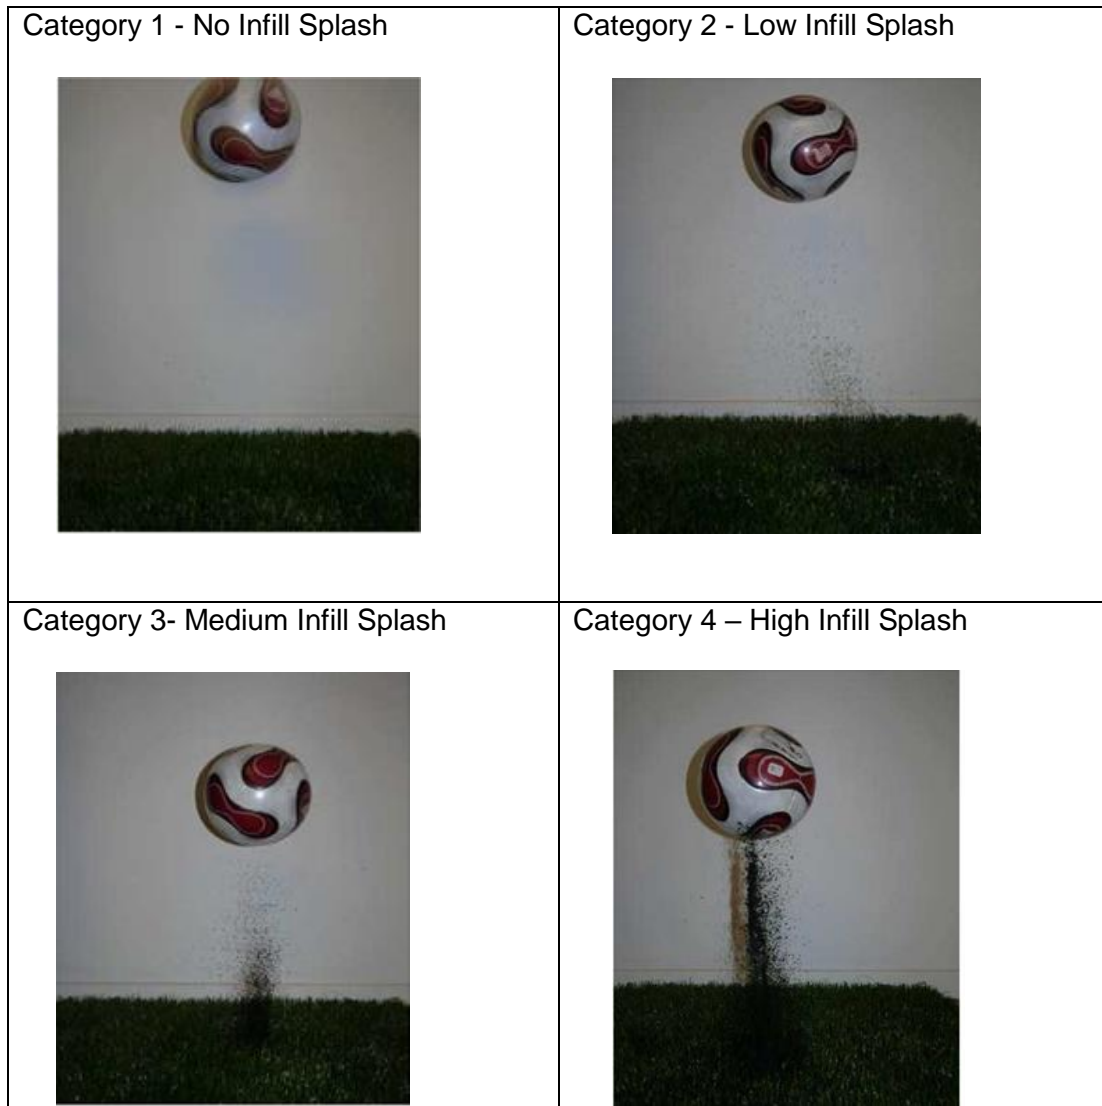 Category 1 - No Infill Splash
Category 2 - Low Infill Splash
Category 3- Medium Infill Splash
Category 4 – High Infill Splash